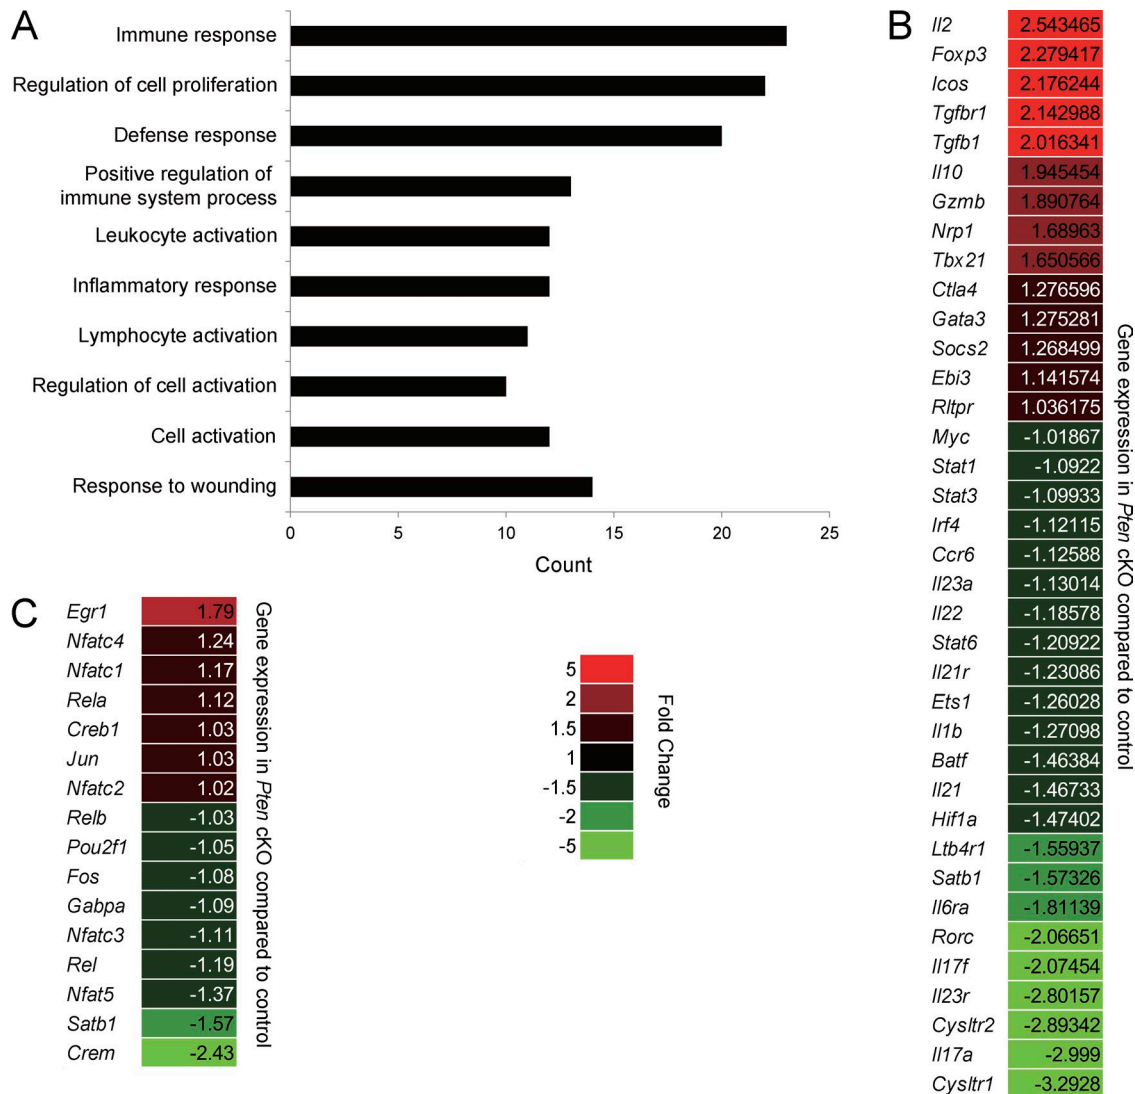 A
Immune response
Regulation of cell proliferation
Defense response
Positive regulation of
immune system process
Leukocyte activation
Inflammatory response
Lymphocyte activation
Regulation of cell activation
Cell activation
Response to wounding
0 5 10 15 20 25
Count
B
Il2 2.543465
Foxp3 2.279417
Icos 2.176244
Tgfbr1 2.142988
Tgfb1 2.016341
Il10 1.945454
Gzmb 1.890764
Nrp1 1.68963
Tbx21 1.650566
Ctla4 1.276596
Gata3 1.275281
Socs2 1.268499
Ebi3 1.141574
Rltpr 1.036175
Myc -1.01867
Stat1 -1.0922
Stat3 -1.09933
Irf4 -1.12115
Ccr6 -1.12588
Il23a -1.13014
Il22 -1.18578
Stat6 -1.20922
Il21r -1.23086
Ets1 -1.26028
Il1b -1.27098
Batf -1.46384
Il21 -1.46733
Hif1a -1.47402
Ltb4r1 -1.55937
Satb1 -1.57326
Il6ra -1.81139
Rorc -2.06651
Il17f -2.07454
Il23r -2.80157
Cysltr2 -2.89342
Il17a -2.999
Cysltr1 -3.2928
Gene expression in Pten cKO compared to control
C
Egr1 1.79
Nfatc4 1.24
Nfatc1 1.17
Rela 1.12
Creb1 1.03
Jun 1.03
Nfatc2 1.02
Relb -1.03
Pou2f1 -1.05
Fos -1.08
Gabpa -1.09
Nfatc3 -1.11
Rel -1.19
Nfat5 -1.37
Satb1 -1.57
Crem -2.43
Gene expression in Pten cKO compared to control
5
2
1.5
1
-1.5
-2
-5
Fold Change